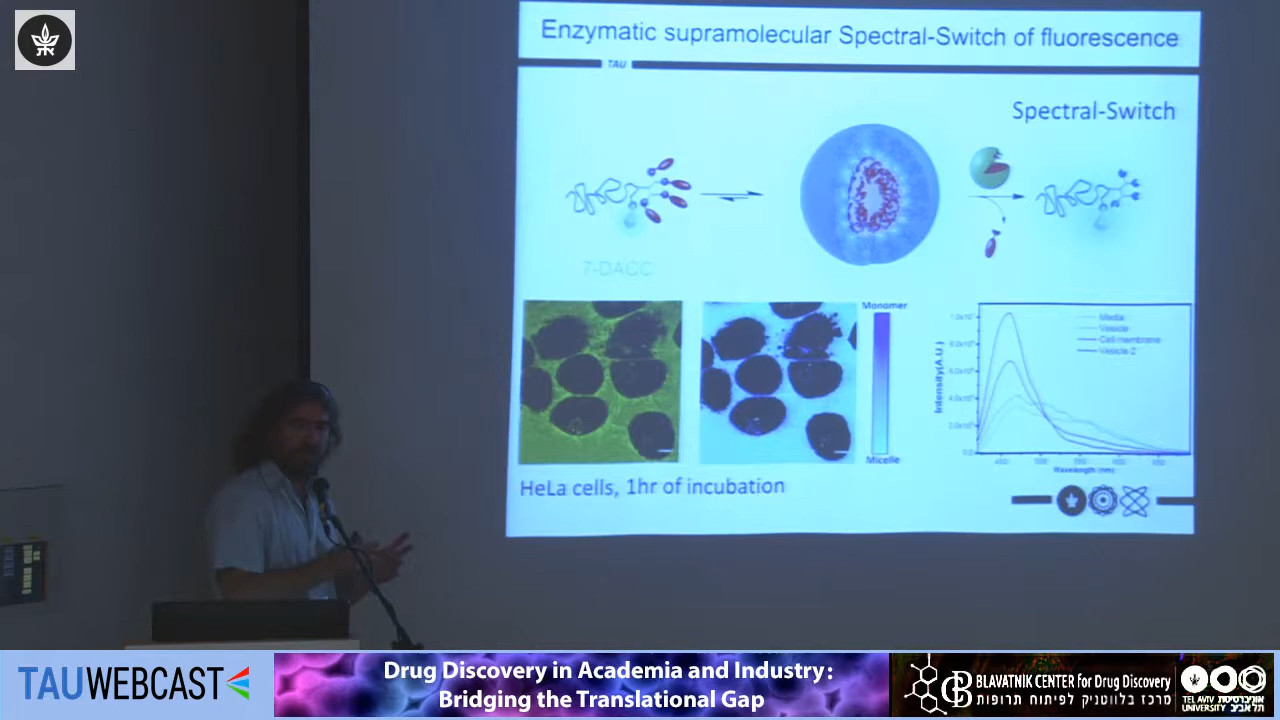 Enzymatic supramolecular Spectral-Switch of fluorescence
TAU
Spectral-Switch
Monomer
Micelle
Media
Vesicle
Cell membrane
Vesicle 2
Intensity(A.U.)
Wavelength (nm)
HeLa cells, 1hr of incubation
TAUWEBCAST
Drug Discovery in Academia and Industry:
Bridging the Translational Gap
CB
BLAVATNIK CENTER for Drug Discovery
מרכז בלווטניק לפיתוח תרופות
TEL AVIV אוניברסיטת
UNIVERSITY תל אביב